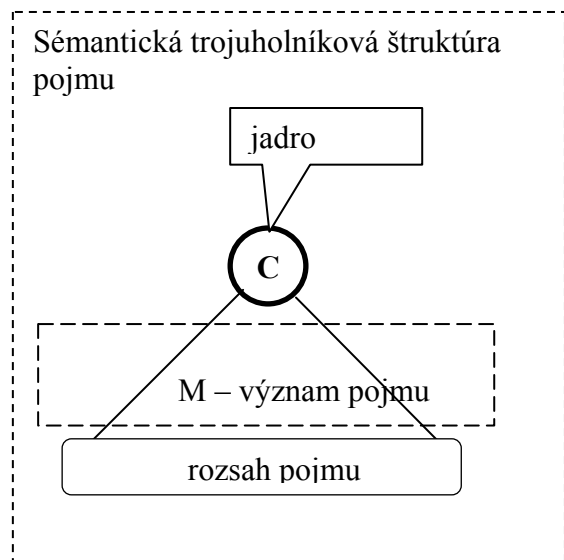 Sémantická trojuholníková štruktúra
pojmu
jadro
C
M – význam pojmu
rozsah pojmu